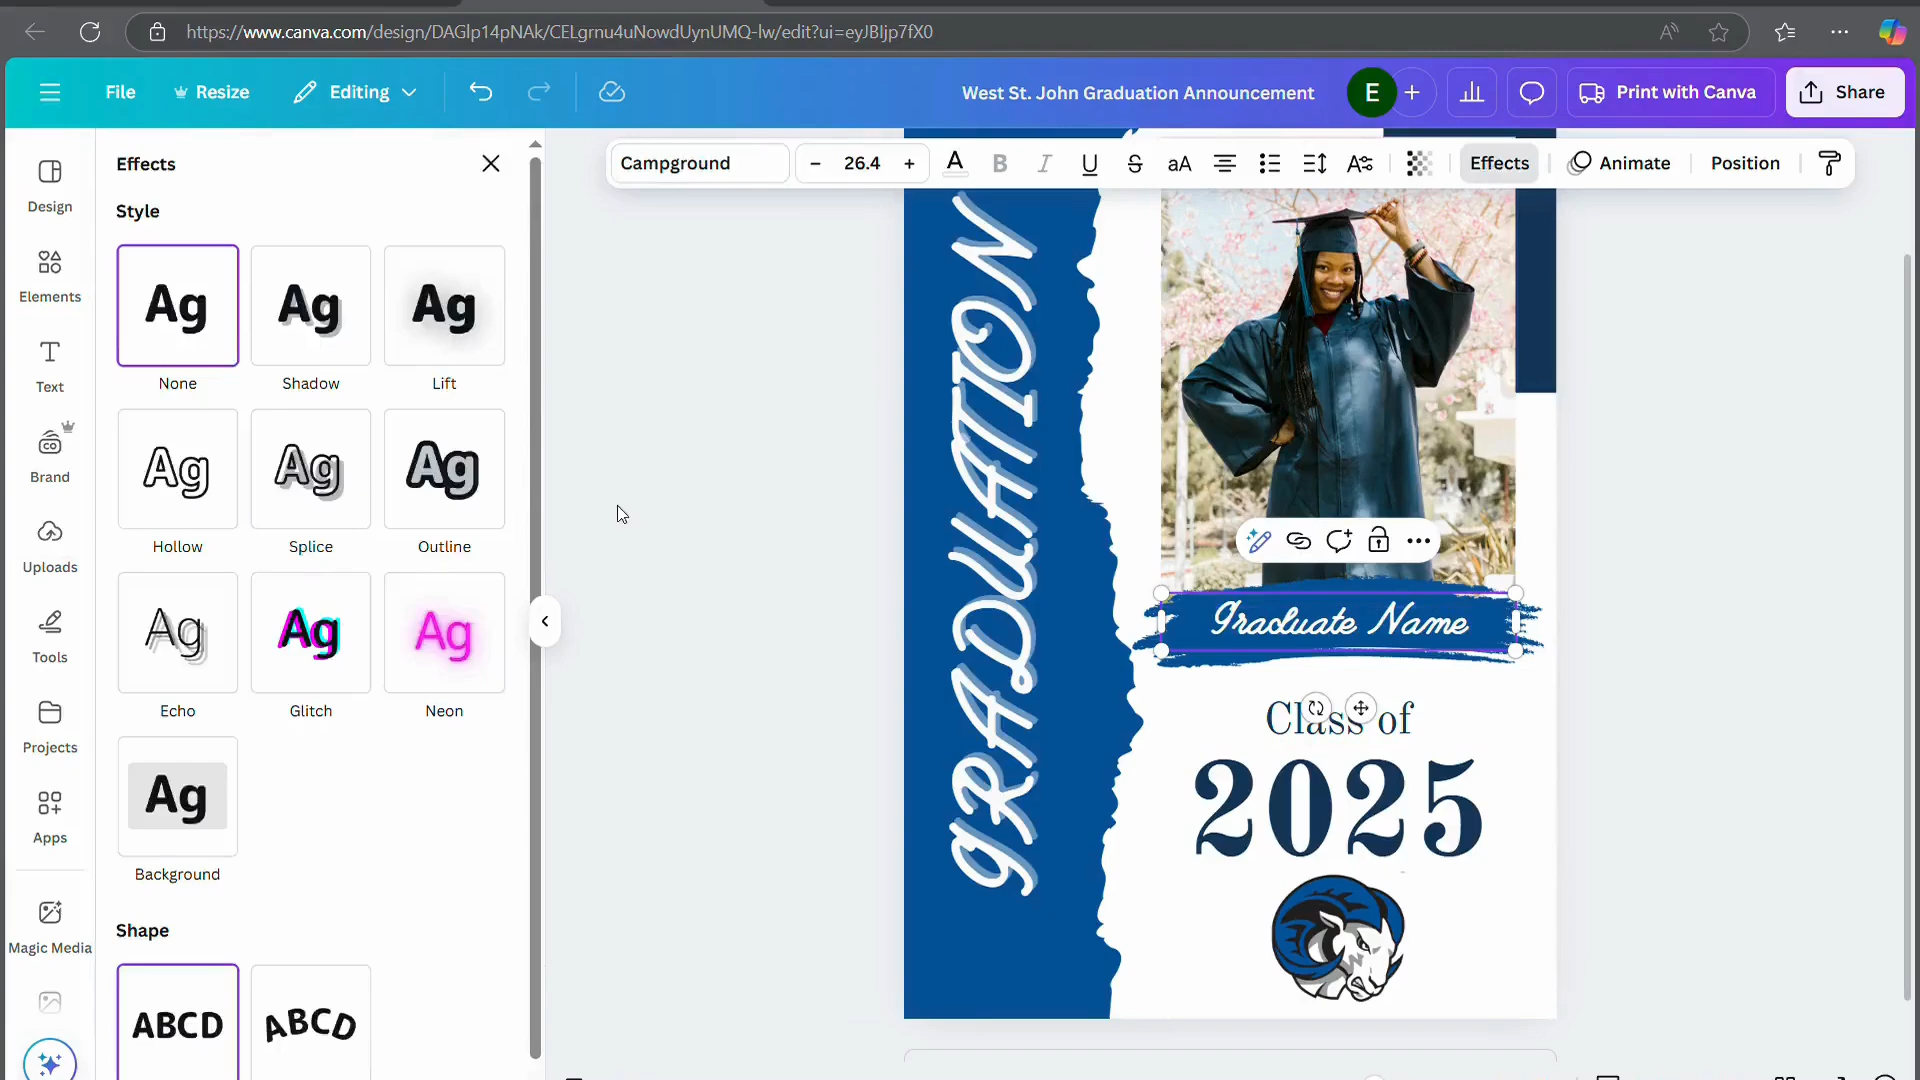 https://www.canva.com/design/DAGlp14pNAk/CELgrnu4uNowdUynUMQ-lw/edit?ui=eyJBIjp7fX0
File
Resize
Editing
West St. John Graduation Announcement
E
Print with Canva
Share
Design
Elements
Text
Brand
Uploads
Tools
Projects
Apps
Magic Media
Effects
Style
Ag
None
Ag
Shadow
Ag
Lift
Ag
Hollow
Ag
Splice
Ag
Outline
Ag
Echo
Ag
Glitch
Ag
Neon
Ag
Background
Shape
ABCD
ABCD
Campground
– 26.4 +
A
B
I
U
S
aA
Effects
Animate
Position
GRADUATION
Graduate Name
Class of
2025